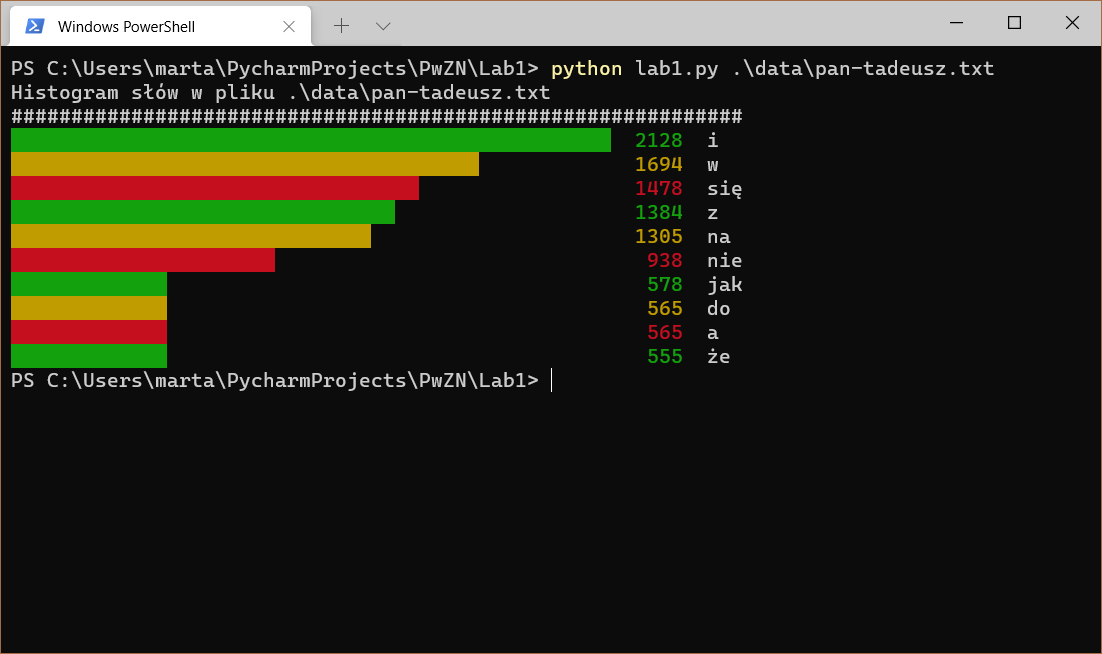 Windows PowerShell
PS C:\Users\marta\PycharmProjects\PwZN\Lab1> python lab1.py .\data\pan-tadeusz.txt
Histogram słów w pliku .\data\pan-tadeusz.txt
#############################################################
2128 i
1694 w
1478 się
1384 z
1305 na
938 nie
578 jak
565 do
565 a
555 że
PS C:\Users\marta\PycharmProjects\PwZN\Lab1>